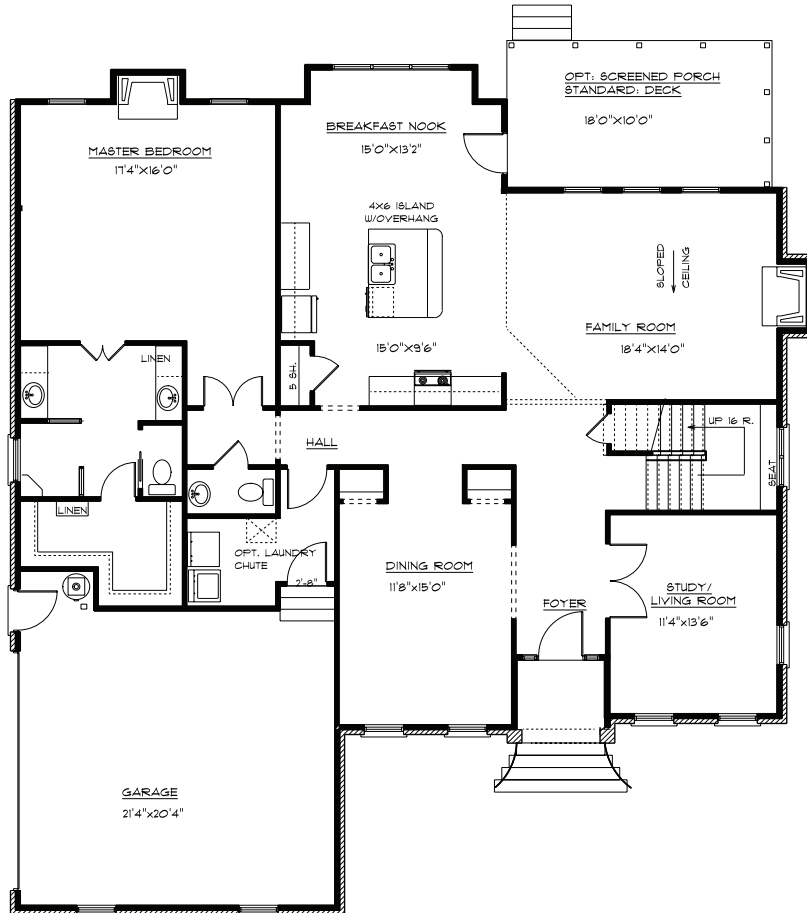 OPT: SCREENED PORCH
STANDARD: DECK
18'0"X10'0"
BREAKFAST NOOK
15'0"X13'2"
MASTER BEDROOM
17'4"X16'0"
4X6 ISLAND
W/OVERHANG
SLOPED
CEILING
FAMILY ROOM
18'4"X14'0"
15'0"X9'6"
LINEN
5 SH.
HALL
UP 16 R.
SEAT
LINEN
OPT. LAUNDRY
CHUTE
2'-8"
DINING ROOM
11'8"X15'0"
FOYER
STUDY/
LIVING ROOM
11'4"X13'6"
GARAGE
21'4"X20'4"